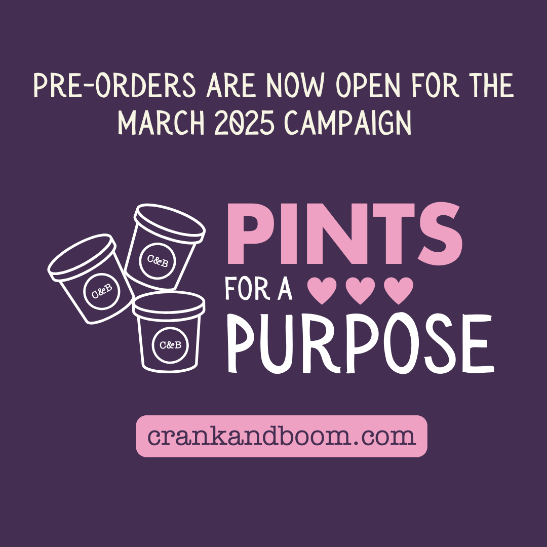 PRE-ORDERS ARE NOW OPEN FOR THE
MARCH 2025 CAMPAIGN
C&B
C&B
C&B
PINTS
FOR A
PURPOSE
crankandboom.com